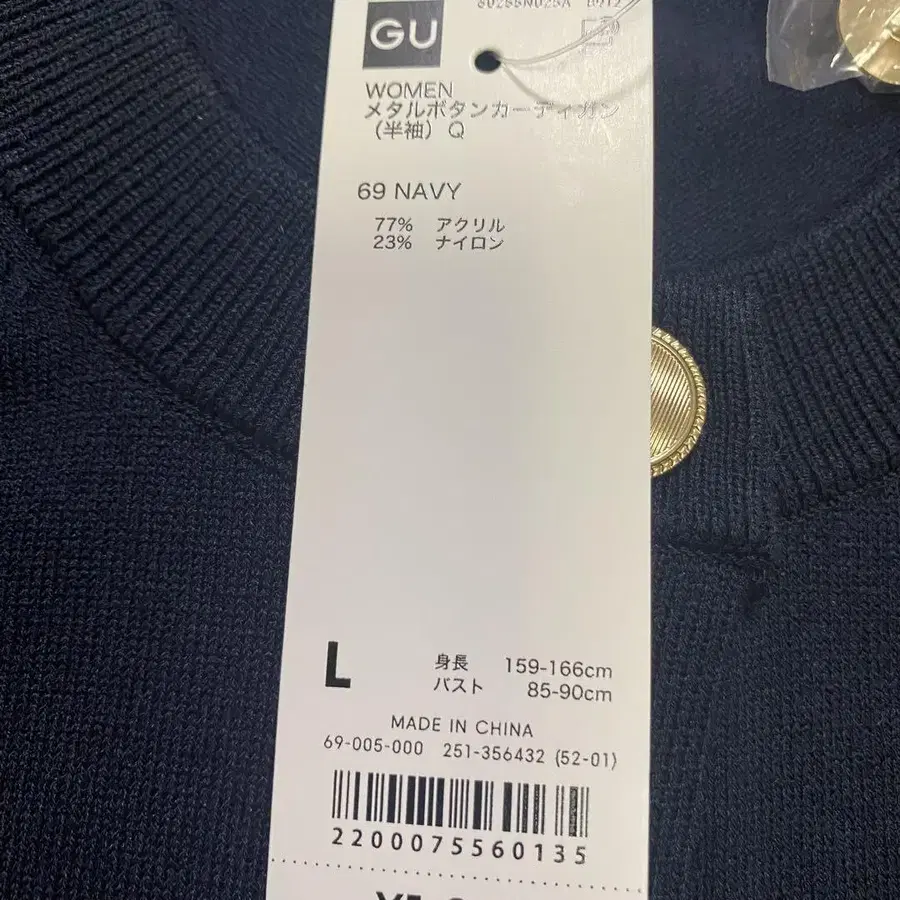 GU
WOMEN
メタルボタンカーディガン
（半袖）Q
69 NAVY
77% アクリル
23% ナイロン
L
身長 159-166cm
バスト 85-90cm
MADE IN CHINA
69-005-000 251-356432 (52-01)
2200075560135